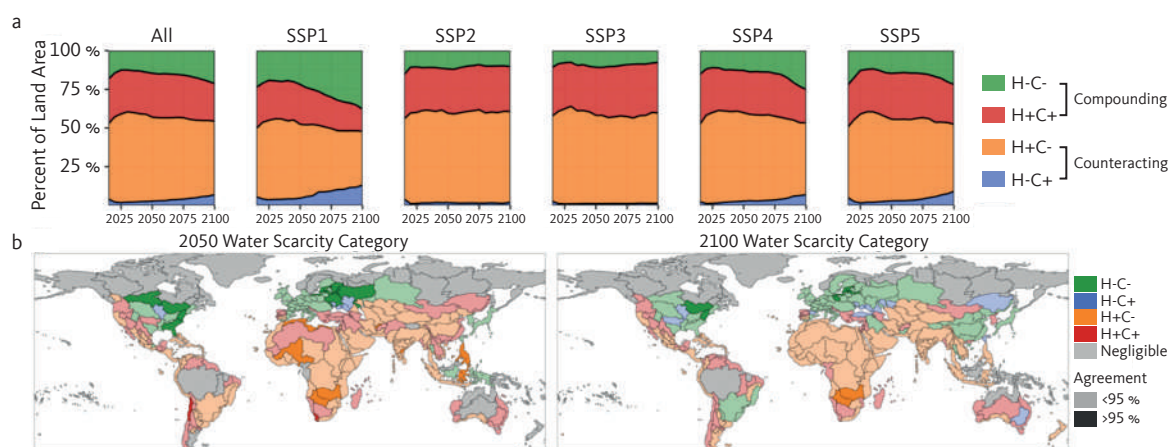 a
All SSP1 SSP2 SSP3 SSP4 SSP5
Percent of Land Area
100 %
75 %
50 %
25 %
2025 2050 2075 2100 2025 2050 2075 2100 2025 2050 2075 2100 2025 2050 2075 2100 2025 2050 2075 2100 2025 2050 2075 2100
H-C-
H+C+
Compounding
H+C-
H-C+
Counteracting
b
2050 Water Scarcity Category 2100 Water Scarcity Category
H-C-
H-C+
H+C-
H+C+
Negligible
Agreement
<95 %
>95 %